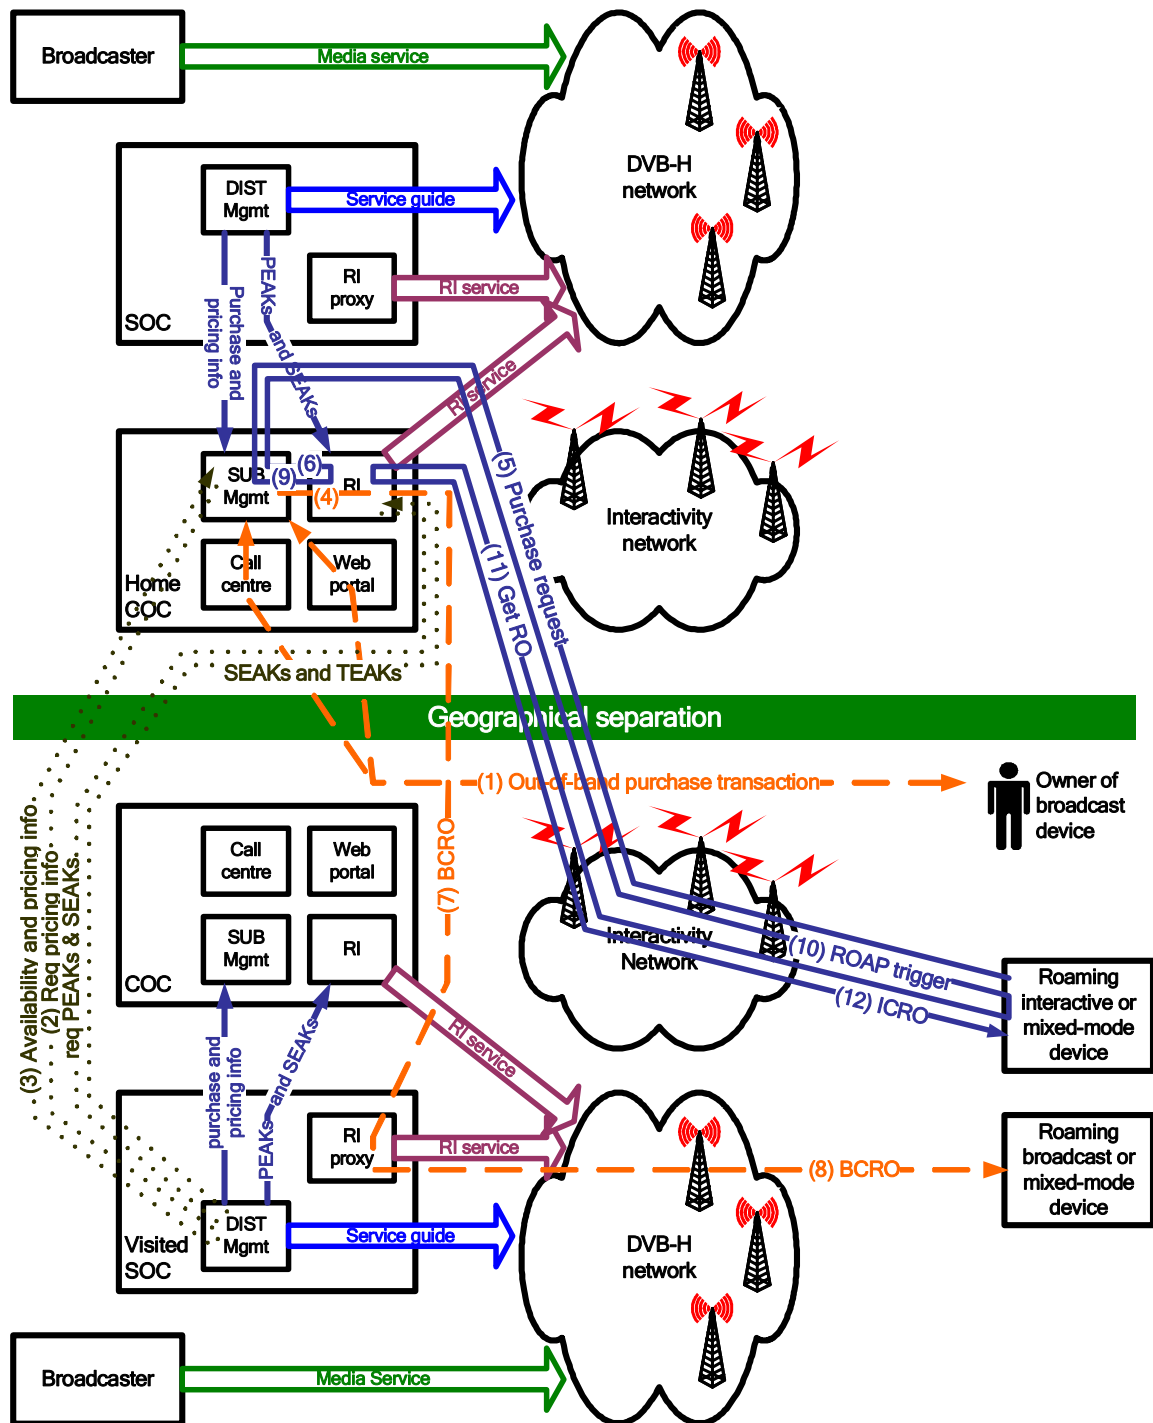 Broadcaster
Media service
DVB-H
network
DIST
Mgmt
Service guide
RI
proxy
RI service
SOC
Purchase and
pricing info
PEAKs and SEAKs
RI service
SUB
Mgmt
(9)
(6)
(4)
RI
Call
centre
Web
portal
Home
COC
Interactivity
network
(5) Purchase request
(11) Get RO
SEAKs and TEAKs
Geographical separation
(1) Out-of-band purchase transaction
Owner of
broadcast
device
(3) Availability and pricing info
(2) Req pricing info
req PEAKs & SEAKs
(7) BCRO
Call
centre
Web
portal
SUB
Mgmt
RI
COC
Interactivity
Network
(10) ROAP trigger
(12) ICRO
Roaming
interactive or
mixed-mode
device
purchase and
pricing info
PEAKs and SEAKs
RI service
RI
proxy
RI service
(8) BCRO
Roaming
broadcast or
mixed-mode
device
DIST
Mgmt
Visited
SOC
Service guide
DVB-H
network
Broadcaster
Media Service